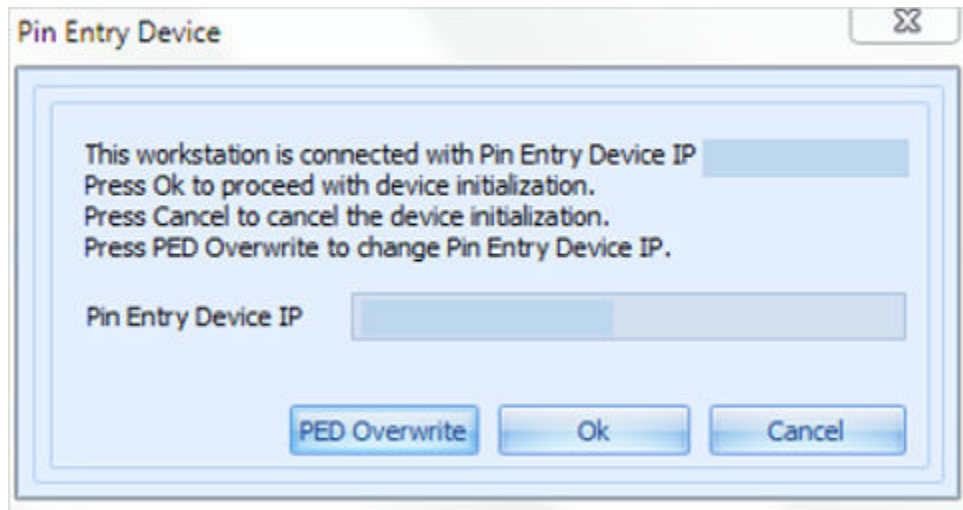 Pin Entry Device
This workstation is connected with Pin Entry Device IP
Press Ok to proceed with device initialization.
Press Cancel to cancel the device initialization.
Press PED Overwrite to change Pin Entry Device IP.
Pin Entry Device IP
PED Overwrite Ok Cancel